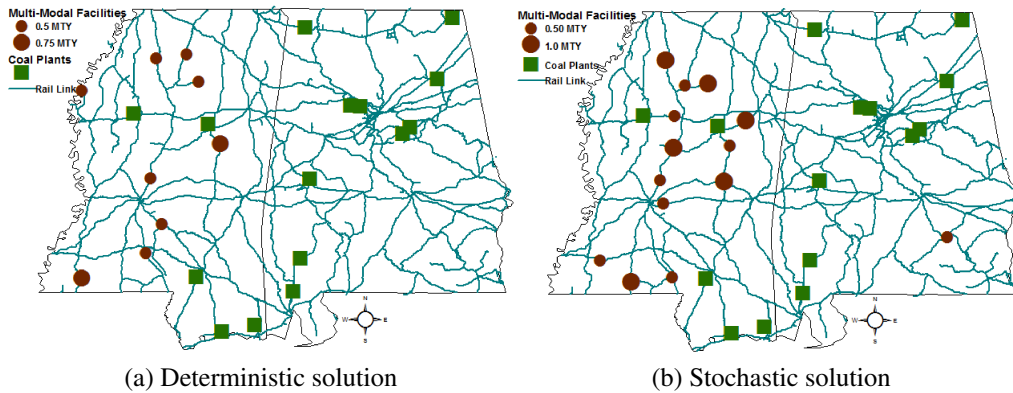 Multi-Modal Facilities
0.5 MTY
0.75 MTY
Coal Plants
Rail Link
N
W
E
S
Multi-Modal Facilities
0.50 MTY
1.0 MTY
Coal Plants
Rail Link
N
W
E
S
(a) Deterministic solution
(b) Stochastic solution